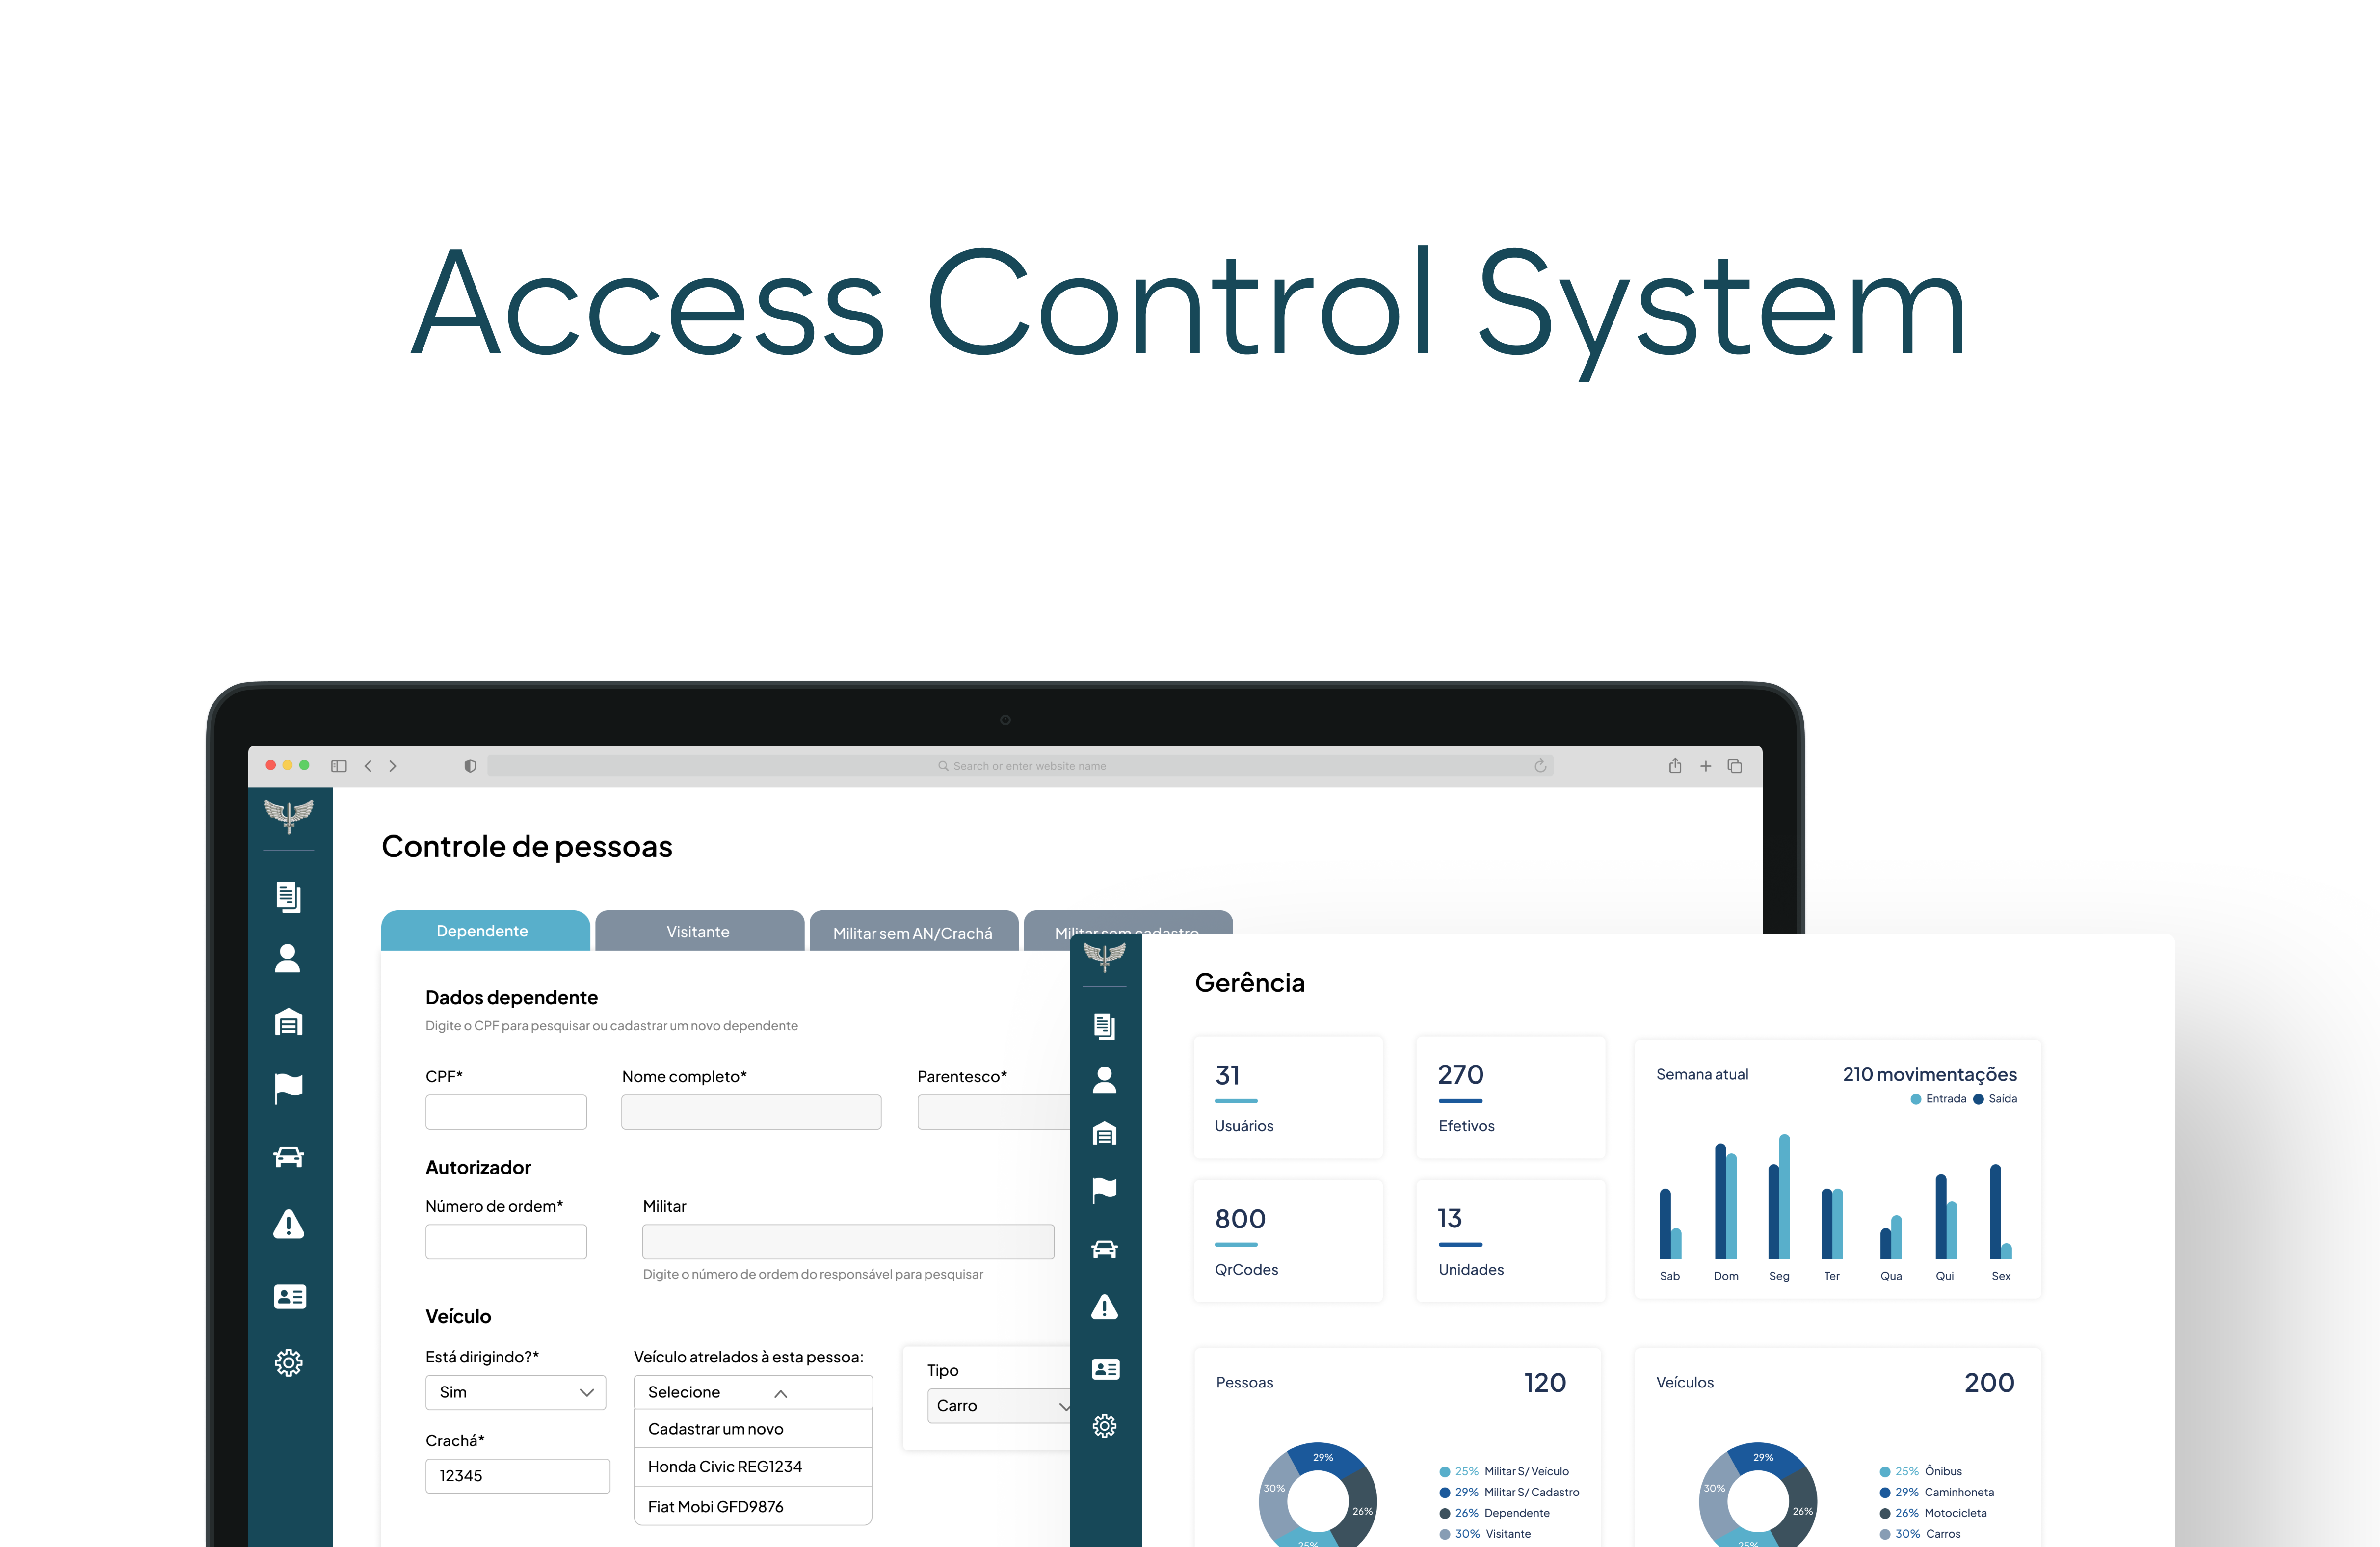 Access Control System
Search or enter website name
Controle de pessoas
Dependente
Visitante
Militar sem AN/Crachá
Militar sem cadastro
Dados dependente
Digite o CPF para pesquisar ou cadastrar um novo dependente
CPF*
Nome completo*
Parentesco*
Autorizador
Número de ordem*
Militar
Digite o número de ordem do responsável para pesquisar
Veículo
Está dirigindo?*
Veículo atrelados à esta pessoa:
Tipo
Sim
Selecione
Carro
Cadastrar um novo
Crachá*
Honda Civic REG1234
12345
Fiat Mobi GFD9876
Gerência
31
Usuários
270
Efetivos
800
QrCodes
13
Unidades
Semana atual
210 movimentações
Entrada
Saída
Sab Dom Seg Ter Qua Qui Sex
Pessoas
120
29%
30%
26%
25%
25% Militar S/ Veículo
29% Militar S/ Cadastro
26% Dependente
30% Visitante
Veículos
200
29%
30%
26%
25%
25% Ônibus
29% Caminhoneta
26% Motocicleta
30% Carros